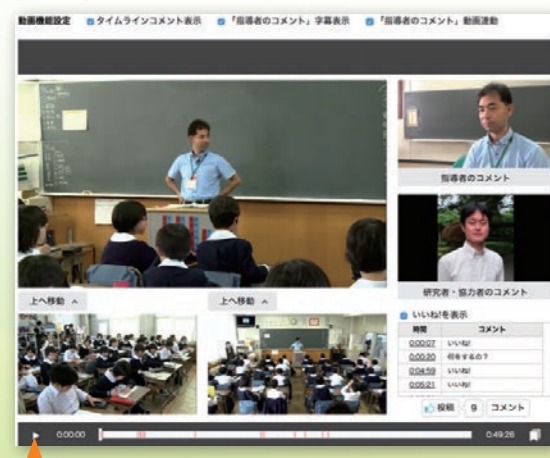 動画機能設定 タイムラインコメント表示 「指導者のコメント」字幕表示 「指導者のコメント」動画連動
指導者のコメント
研究者・協力者のコメント
上へ移動 上へ移動
いいね!を表示
時間 コメント
0:00:07 いいね!
0:00:20 何をするの?
0:04:59 いいね!
0:05:21 いいね!
投稿 9 コメント
0:00:00 0:49:26